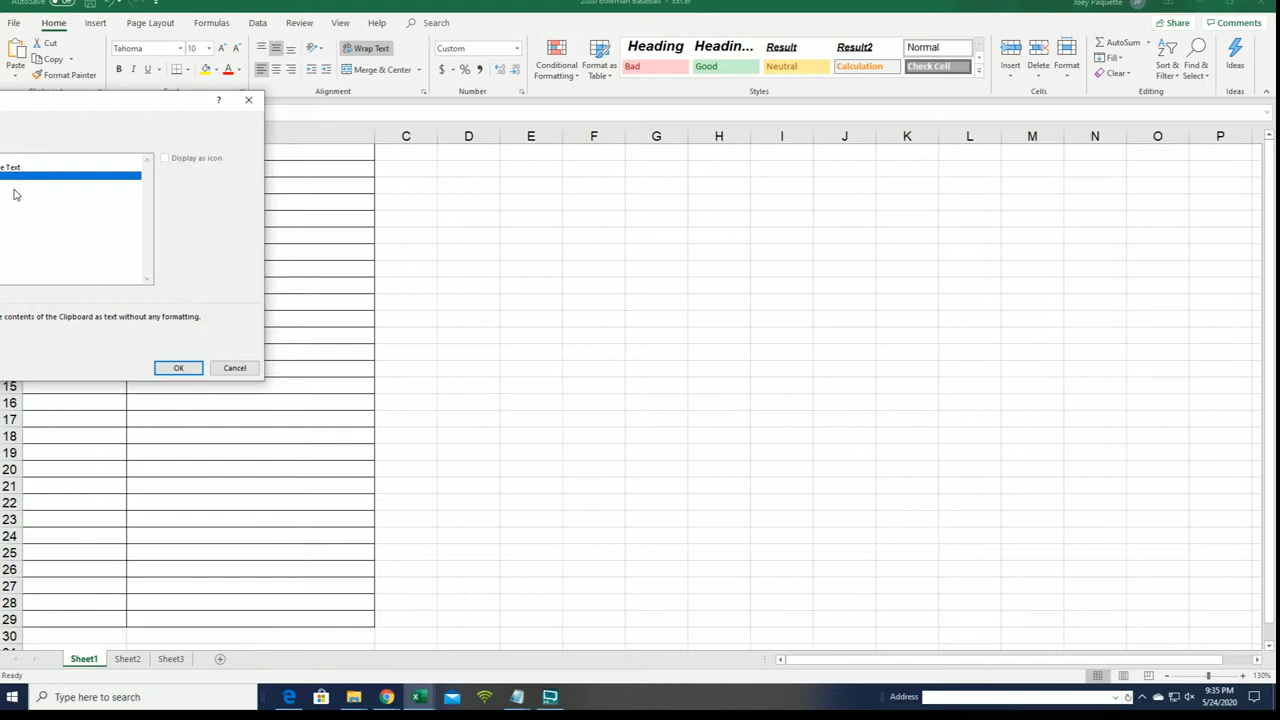 AutoSave
2020 Bowman Baseball - Excel
Joey Paquette
JP
File Home Insert Page Layout Formulas Data Review View Help Search Share Comments
Paste Cut Copy Format Painter
Tahoma 10 B I U A
Wrap Text Merge & Center
Custom $ %
Conditional Formatting Format as Table
Heading Headin... Result Result2 Normal
Bad Good Neutral Calculation Check Cell
Insert Delete Format
AutoSum Fill Clear
Sort & Filter Find & Select Ideas
Alignment Number Styles Cells Editing Ideas
?
C D E F G H I J K L M N O P
Display as icon
e Text
e contents of the Clipboard as text without any formatting.
OK Cancel
15
16
17
18
19
20
21
22
23
24
25
26
27
28
29
30
Sheet1 Sheet2 Sheet3
Ready
130%
Type here to search
Address
9:35 PM
5/24/2020